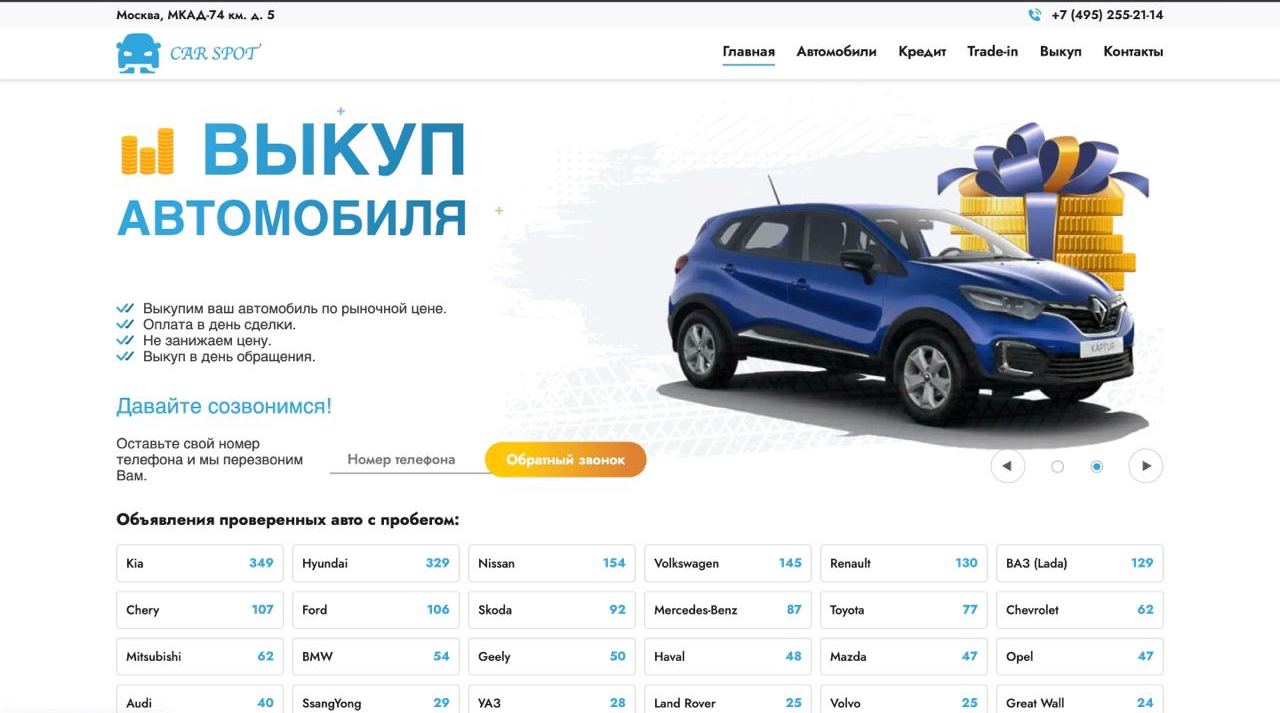 Москва, МКАД-74 км. д. 5
+7 (495) 255-21-14
CAR SPOT
Главная Автомобили Кредит Trade-in Выкуп Контакты
ВЫКУП
АВТОМОБИЛЯ
Выкупим ваш автомобиль по рыночной цене.
Оплата в день сделки.
Не занижаем цену.
Выкуп в день обращения.
KAPTUR
Давайте созвонимся!
Оставьте свой номер
телефона и мы перезвоним
Вам.
Номер телефона
Обратный звонок
Объявления проверенных авто с пробегом:
Kia 349 Hyundai 329 Nissan 154 Volkswagen 145 Renault 130 ВАЗ (Lada) 129
Chery 107 Ford 106 Skoda 92 Mercedes-Benz 87 Toyota 77 Chevrolet 62
Mitsubishi 62 BMW 54 Geely 50 Haval 48 Mazda 47 Opel 47
Audi 40 SsangYong 29 УАЗ 28 Land Rover 25 Volvo 25 Great Wall 24